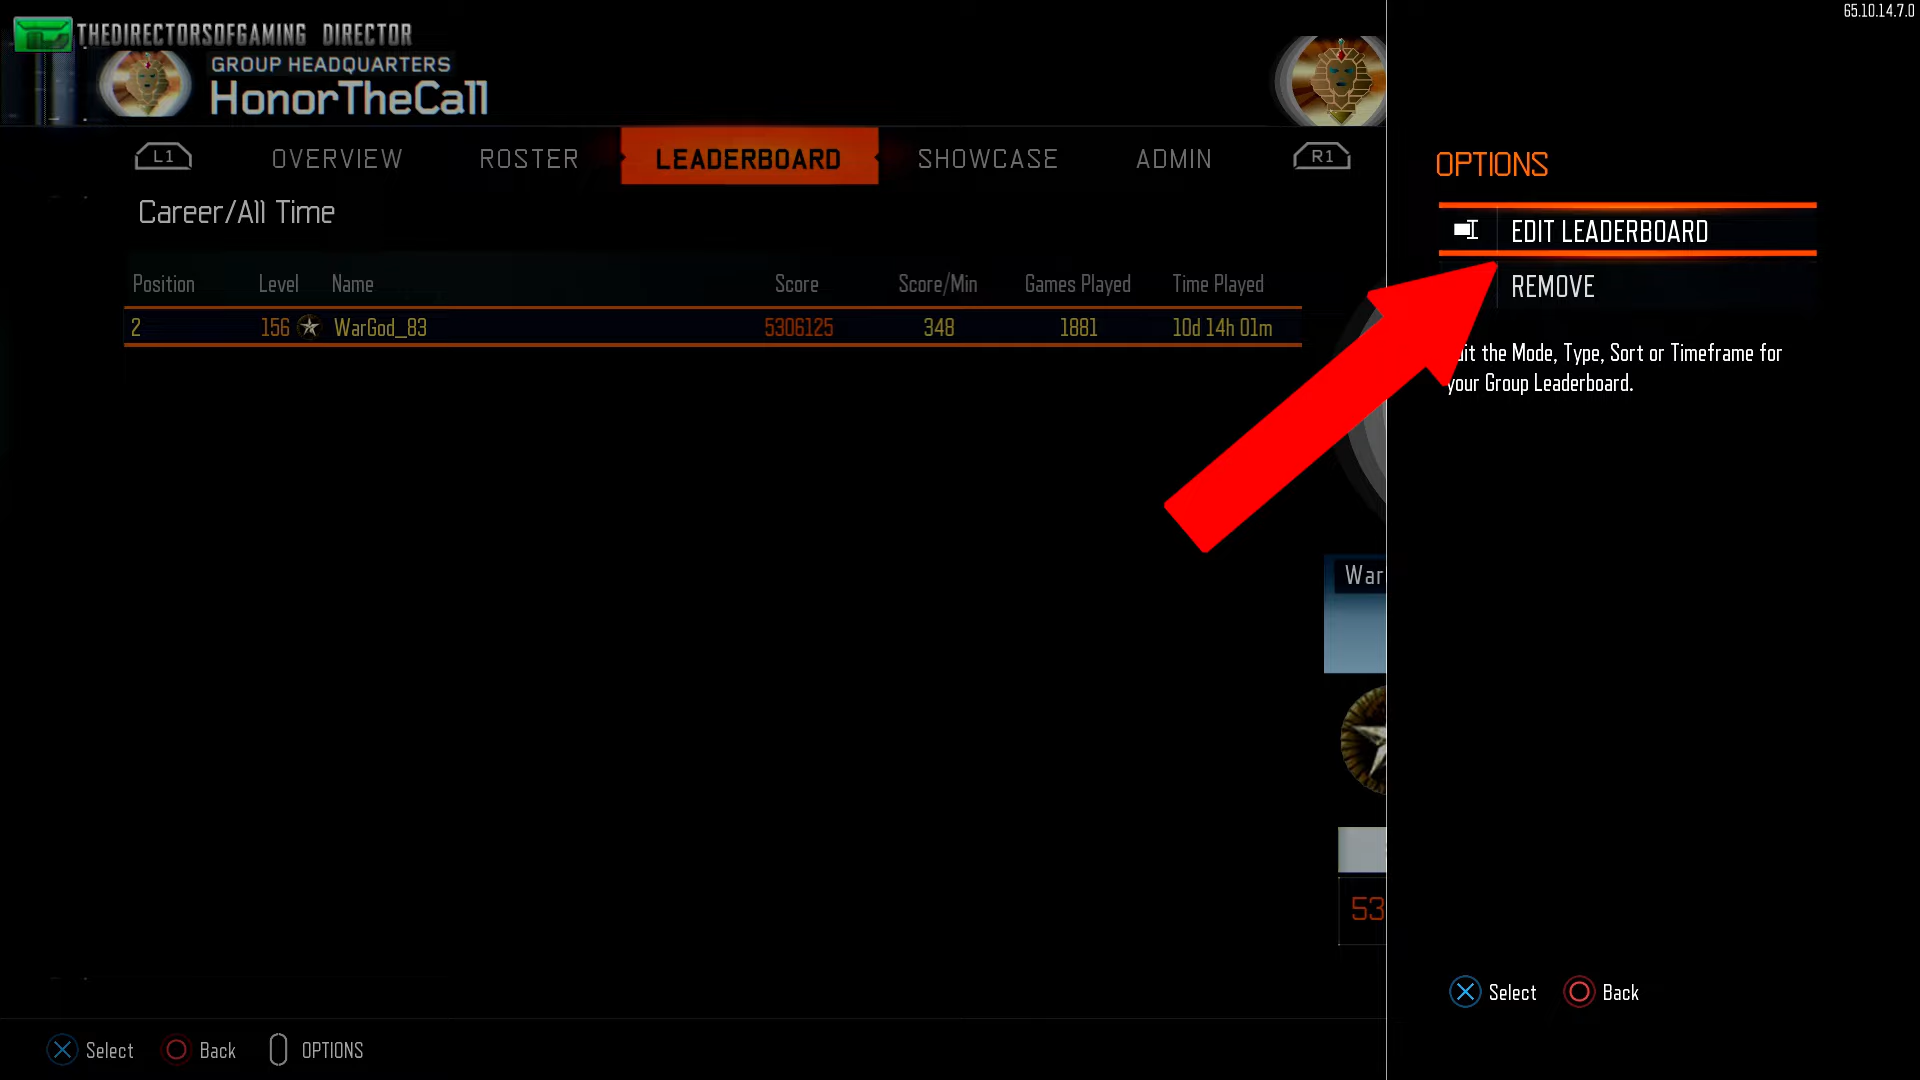 65.10.14.7.0
THEDIRECTORSOFGAMING DIRECTOR
GROUP HEADQUARTERS
HonorTheCall
L1 OVERVIEW ROSTER LEADERBOARD SHOWCASE ADMIN R1
Career/All Time
Position Level Name Score Score/Min Games Played Time Played
2 156 WarGod_83 5306125 348 1881 10d 14h 01m
War
53
OPTIONS
EDIT LEADERBOARD
REMOVE
the Mode, Type, Sort or Timeframe for
your Group Leaderboard.
Select Back
Select Back OPTIONS